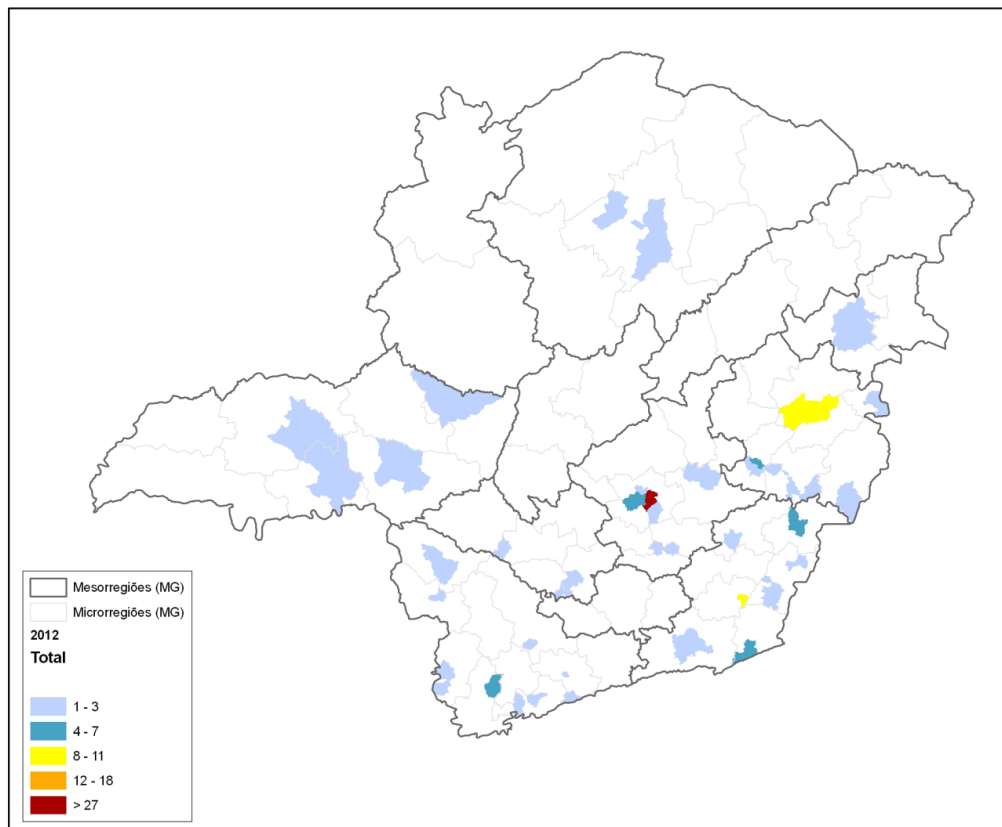 Mesorregiões (MG)
Microrregiões (MG)
2012
Total
1 - 3
4 - 7
8 - 11
12 - 18
> 27